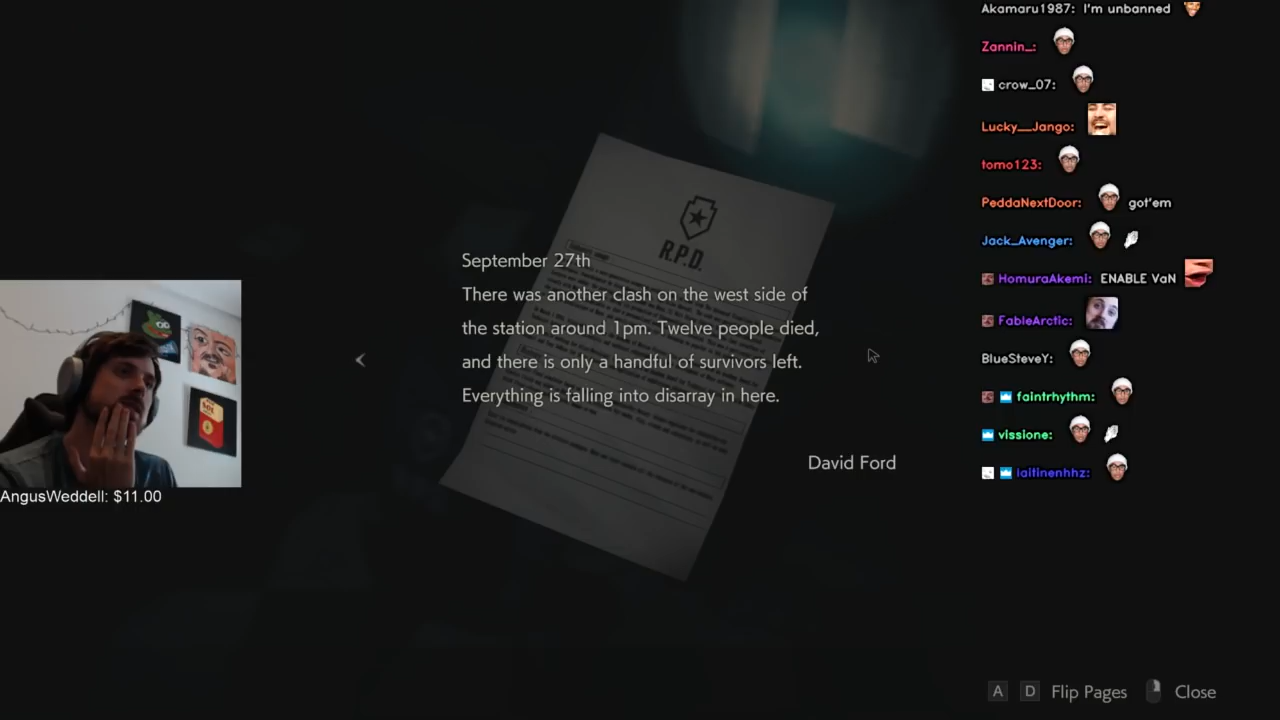 Akamaru1987: I'm unbanned
Zannin_:
crow_07:
Lucky__Jango:
tomo123:
PeddaNextDoor: got'em
Jack_Avenger:
HomuraAkemi: ENABLE VaN
FableArctic:
BlueSteveY:
faintrhythm:
vissione:
laitinenhhz:
R.P.D.
September 27th
There was another clash on the west side of
the station around 1pm. Twelve people died,
and there is only a handful of survivors left.
Everything is falling into disarray in here.
David Ford
<
AngusWeddell: $11.00
A D Flip Pages Close